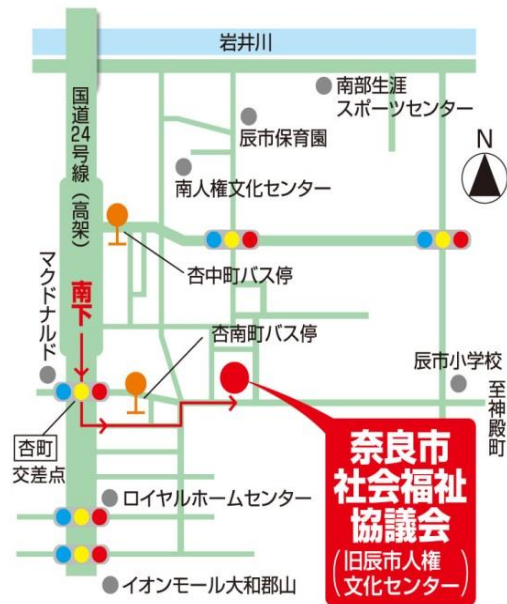 岩井川
国道24号線（高架）
南部生涯
スポーツセンター
辰市保育園
南人権文化センター
N
杏中町バス停
マクドナルド
南下
杏南町バス停
辰市小学校
至神殿町
杏町
交差点
奈良市
社会福祉
協議会
（旧辰市人権
文化センター）
ロイヤルホームセンター
イオンモール大和郡山